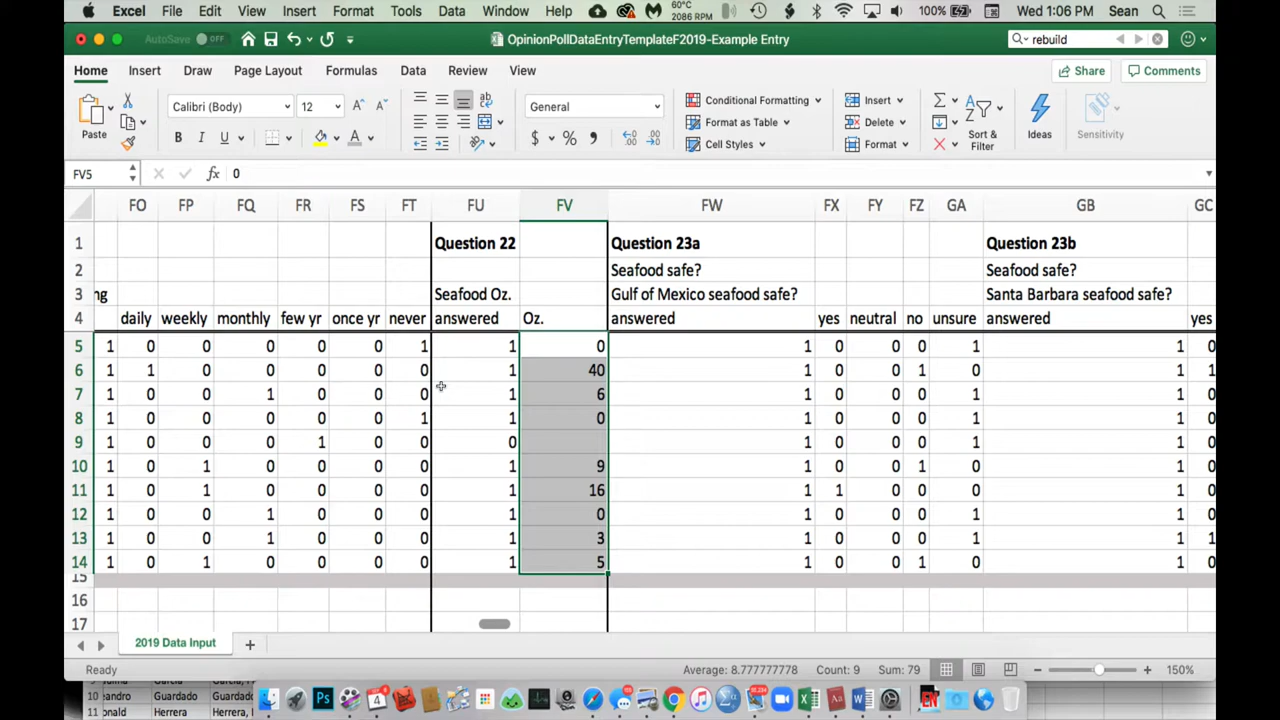 Excel File Edit View Insert Format Tools Data Window Help 60°C 2086 RPM 100% Wed 1:06 PM Sean
AutoSave OFF OpinionPollDataEntryTemplateF2019-Example Entry rebuild
Home Insert Draw Page Layout Formulas Data Review View Share Comments
Paste Calibri (Body) 12 A A General Conditional Formatting Insert
B I U A $ % Format as Table Delete Sort & Filter Ideas Sensitivity
Cell Styles Format
FV5 fx 0
FO FP FQ FR FS FT FU FV FW FX FY FZ GA GB GC
1 Question 22 Question 23a Question 23b
2 Seafood safe? Seafood safe?
3 ng Seafood Oz. Gulf of Mexico seafood safe? Santa Barbara seafood safe?
4 daily weekly monthly few yr once yr never answered Oz. answered yes neutral no unsure answered yes
5 1 0 0 0 0 0 1 1 0 1 0 0 0 1 1 0
6 1 1 0 0 0 0 0 1 40 1 0 0 1 0 1 1
7 1 0 0 1 0 0 0 1 6 1 0 0 0 1 1 0
8 1 0 0 0 0 0 1 1 0 1 0 0 0 1 1 0
9 1 0 0 0 1 0 0 0 1 0 0 0 1 1 0
10 1 0 1 0 0 0 0 1 9 1 0 0 1 0 1 0
11 1 0 1 0 0 0 0 1 16 1 1 0 0 0 1 0
12 1 0 0 1 0 0 0 1 0 1 0 0 0 1 1 0
13 1 0 0 1 0 0 0 1 3 1 0 0 0 1 1 1
14 1 0 1 0 0 0 0 1 5 1 0 0 1 0 1 0
15
16
17
2019 Data Input +
Ready Average: 8.777777778 Count: 9 Sum: 79 150%
10 Guardado Guardado,
11 Herrera Herrera,